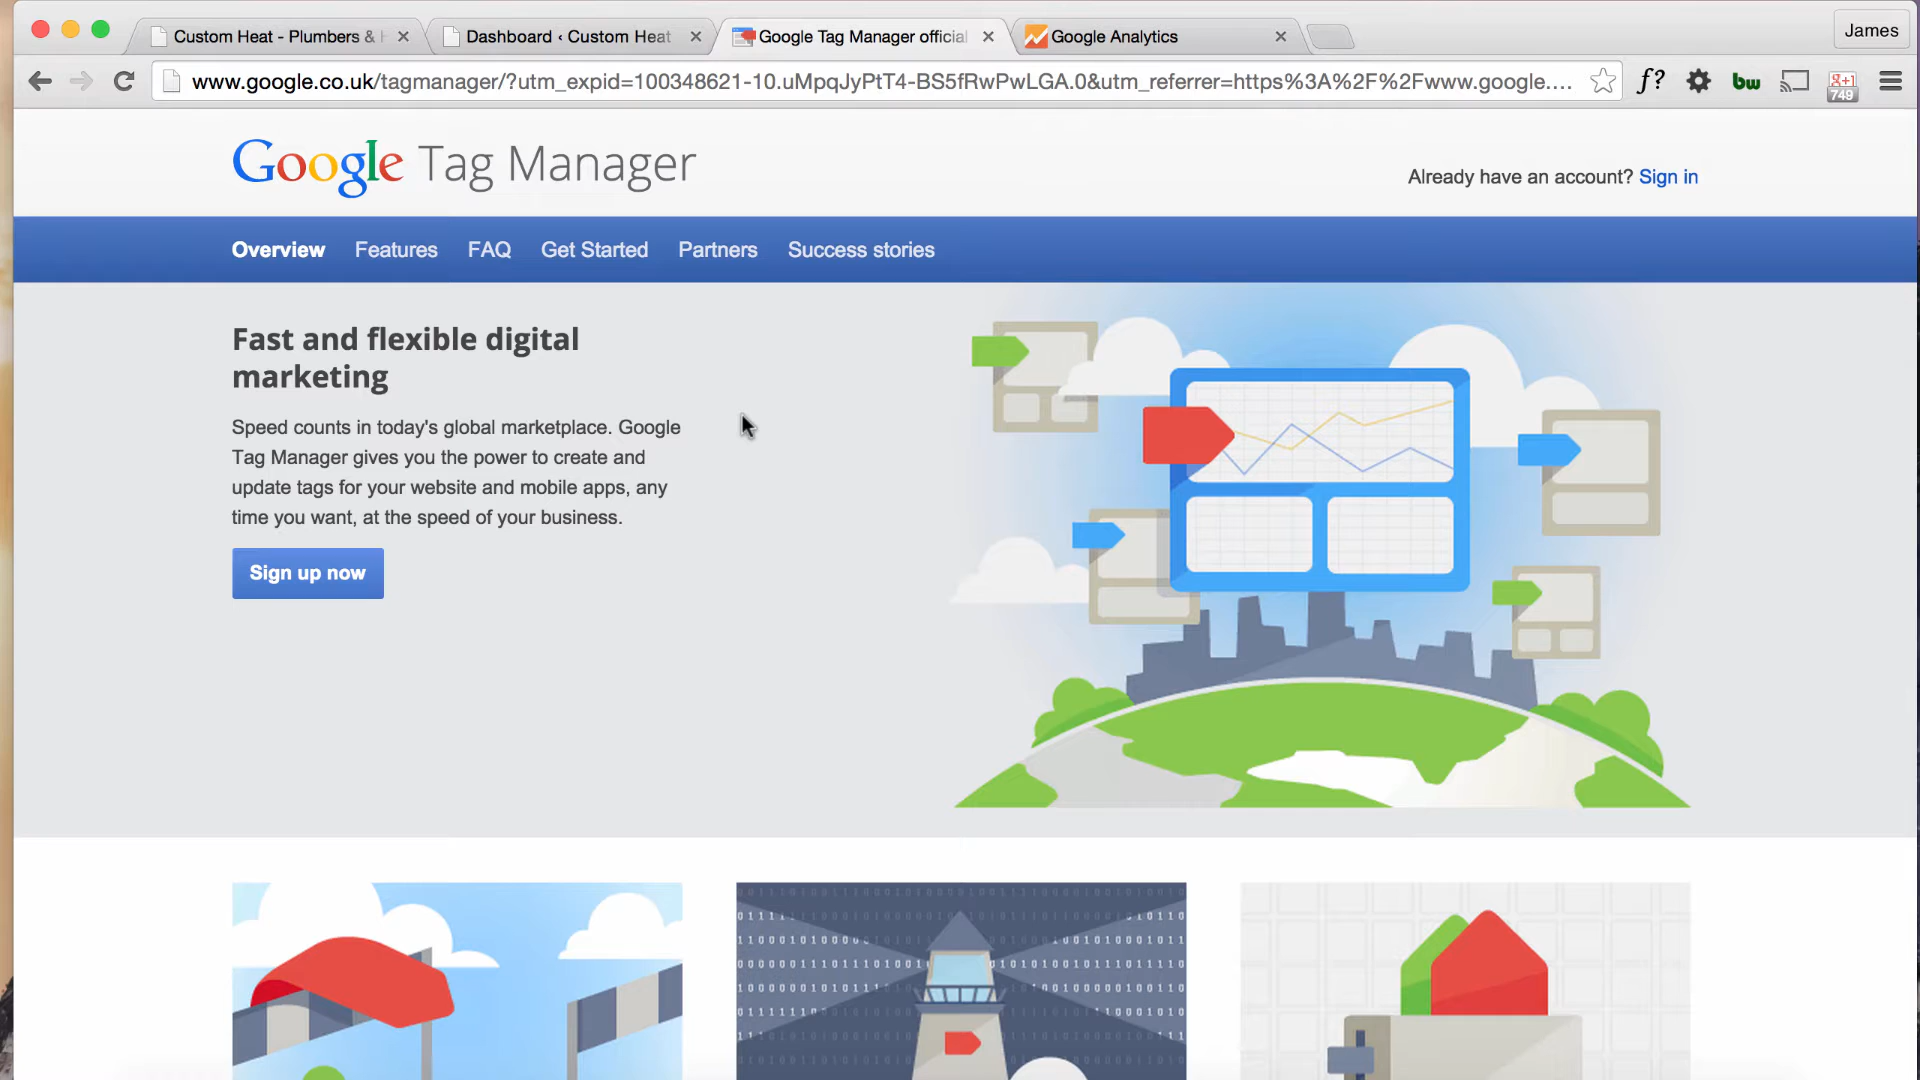 Custom Heat - Plumbers & H
Dashboard ‹ Custom Heat
Google Tag Manager official
Google Analytics
James
www.google.co.uk/tagmanager/?utm_expid=100348621-10.uMpqJyPtT4-BS5fRwPwLGA.0&utm_referrer=https%3A%2F%2Fwww.google....
f?
bw
g+1
749
Google Tag Manager
Already have an account? Sign in
Overview Features FAQ Get Started Partners Success stories
Fast and flexible digital
marketing
Speed counts in today's global marketplace. Google
Tag Manager gives you the power to create and
update tags for your website and mobile apps, any
time you want, at the speed of your business.
Sign up now